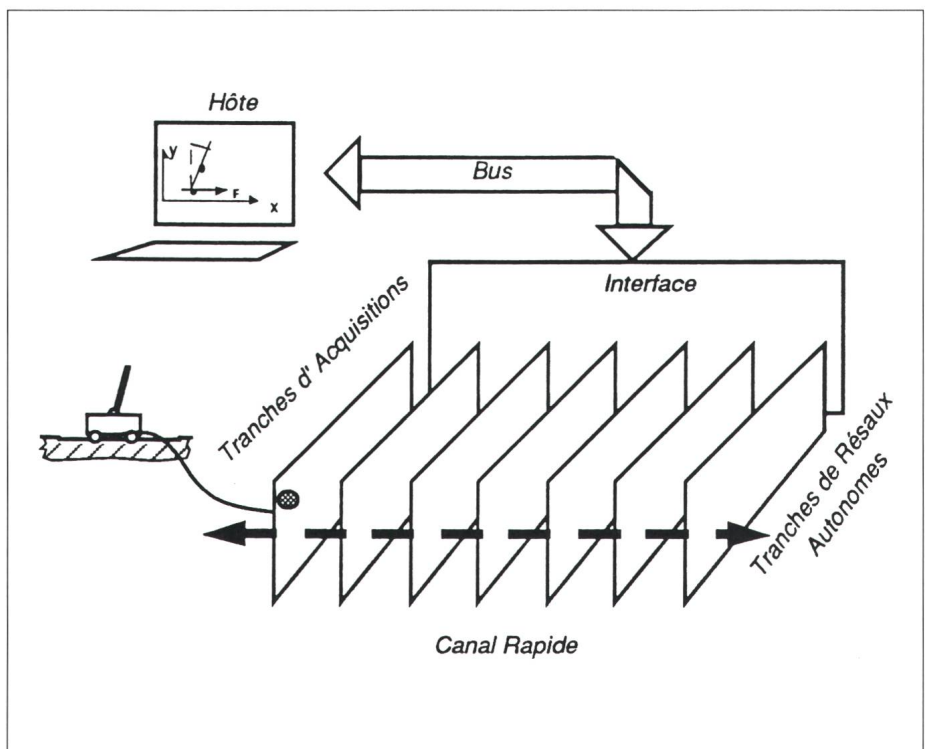 Hôte
y
F
x
Bus
Interface
Tranches d' Acquisitions
Tranches de Résaux
Autonomes
Canal Rapide